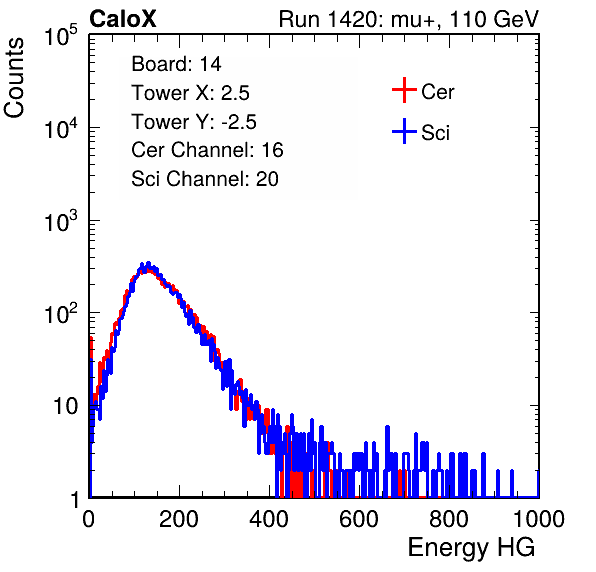 CaloX Run 1420: mu+, 110 GeV
Counts
Board: 14
Tower X: 2.5
Tower Y: -2.5
Cer Channel: 16
Sci Channel: 20
Cer
Sci
10^5
10^4
10^3
10^2
10
1
0 200 400 600 800 1000
Energy HG